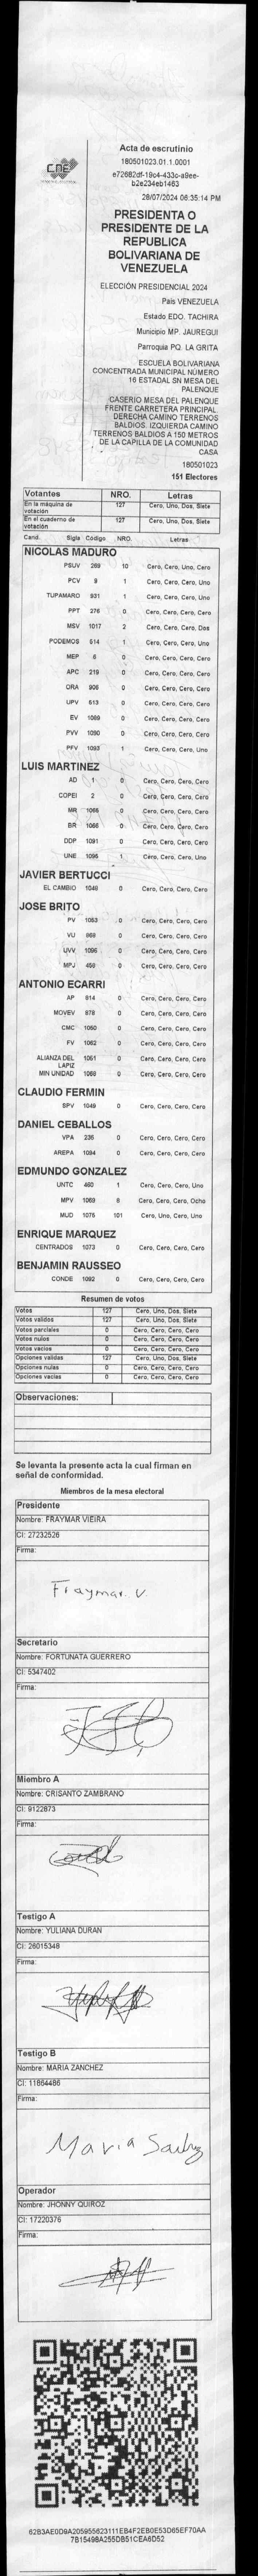 CNE
Acta de escrutinio
180501023.01.1.0001
e72682df-19c4-433c-a9ee-
b2e234eb1463
28/07/2024 06:35:14 PM
PRESIDENTA O
PRESIDENTE DE LA
REPUBLICA
BOLIVARIANA DE
VENEZUELA
ELECCIÓN PRESIDENCIAL 2024
Pais VENEZUELA
Estado EDO. TACHIRA
Municipio MP. JAUREGUI
Parroquia PQ. LA GRITA
ESCUELA BOLIVARIANA
CONCENTRADA MUNICIPAL NÚMERO
16 ESTADAL SN MESA DEL
PALENQUE
CASERIO MESA DEL PALENQUE
FRENTE CARRETERA PRINCIPAL.
DERECHA CAMINO TERRENOS
BALDIOS. IZQUIERDA CAMINO
TERRENOS BALDIOS A 150 METROS
DE LA CAPILLA DE LA COMUNIDAD
CASA
180501023
151 Electores
Votantes NRO. Letras
En la máquina de votación 127 Cero, Uno, Dos, Siete
En el cuaderno de votación 127 Cero, Uno, Dos, Siete
Cand. Sigla Código NRO. Letras
NICOLAS MADURO
PSUV 269 10 Cero, Cero, Uno, Cero
PCV 9 1 Cero, Cero, Cero, Uno
TUPAMARO 931 1 Cero, Cero, Cero, Uno
PPT 276 0 Cero, Cero, Cero, Cero
MSV 1017 2 Cero, Cero, Cero, Dos
PODEMOS 514 1 Cero, Cero, Cero, Uno
MEP 6 0 Cero, Cero, Cero, Cero
APC 219 0 Cero, Cero, Cero, Cero
ORA 908 0 Cero, Cero, Cero, Cero
UPV 513 0 Cero, Cero, Cero, Cero
EV 1089 0 Cero, Cero, Cero, Cero
PVV 1090 0 Cero, Cero, Cero, Cero
PFV 1093 1 Cero, Cero, Cero, Uno
LUIS MARTINEZ
AD 1 0 Cero, Cero, Cero, Cero
COPEI 2 0 Cero, Cero, Cero, Cero
MR 1065 0 Cero, Cero, Cero, Cero
BR 1066 0 Cero, Cero, Cero, Cero
DDP 1091 0 Cero, Cero, Cero, Cero
UNE 1095 1 Cero, Cero, Cero, Uno
JAVIER BERTUCCI
EL CAMBIO 1048 0 Cero, Cero, Cero, Cero
JOSE BRITO
PV 1053 0 Cero, Cero, Cero, Cero
VU 868 0 Cero, Cero, Cero, Cero
UVV 1096 0 Cero, Cero, Cero, Cero
MPJ 450 0 Cero, Cero, Cero, Cero
ANTONIO ECARRI
AP 814 0 Cero, Cero, Cero, Cero
MOVEV 878 0 Cero, Cero, Cero, Cero
CMC 1050 0 Cero, Cero, Cero, Cero
FV 1052 0 Cero, Cero, Cero, Cero
ALIANZA DEL LAPIZ 1051 0 Cero, Cero, Cero, Cero
MIN UNIDAD 1068 0 Cero, Cero, Cero, Cero
CLAUDIO FERMIN
SPV 1049 0 Cero, Cero, Cero, Cero
DANIEL CEBALLOS
VPA 236 0 Cero, Cero, Cero, Cero
AREPA 1084 0 Cero, Cero, Cero, Cero
EDMUNDO GONZALEZ
UNTC 460 1 Cero, Cero, Cero, Uno
MPV 1069 8 Cero, Cero, Cero, Ocho
MUD 1075 101 Cero, Uno, Cero, Uno
ENRIQUE MARQUEZ
CENTRADOS 1073 0 Cero, Cero, Cero, Cero
BENJAMIN RAUSSEO
CONDE 1092 0 Cero, Cero, Cero, Cero
Resumen de votos
Votos 127 Cero, Uno, Dos, Siete
Votos validos 127 Cero, Uno, Dos, Siete
Votos parciales 0 Cero, Cero, Cero, Cero
Votos nulos 0 Cero, Cero, Cero, Cero
Votos vacios 0 Cero, Cero, Cero, Cero
Opciones validas 127 Cero, Uno, Dos, Siete
Opciones nulas 0 Cero, Cero, Cero, Cero
Opciones vacias 0 Cero, Cero, Cero, Cero
Observaciones:
Se levanta la presente acta la cual firman en
señal de conformidad.
Miembros de la mesa electoral
Presidente
Nombre: FRAYMAR VIEIRA
CI: 27232526
Firma:
Fraymar. V.
Secretario
Nombre: FORTUNATA GUERRERO
CI: 5347402
Firma:
Miembro A
Nombre: CRISANTO ZAMBRANO
CI: 9122873
Firma:
Testigo A
Nombre: YULIANA DURAN
CI: 26015348
Firma:
Testigo B
Nombre: MARIA ZANCHEZ
CI: 11864486
Firma:
Maria
Operador
Nombre: JHONNY QUIROZ
CI: 17220376
Firma:
62B3AE0D9A205955623111EB4F2EB0E53D65EF70AA
7B15498A255DB51CEA6D52